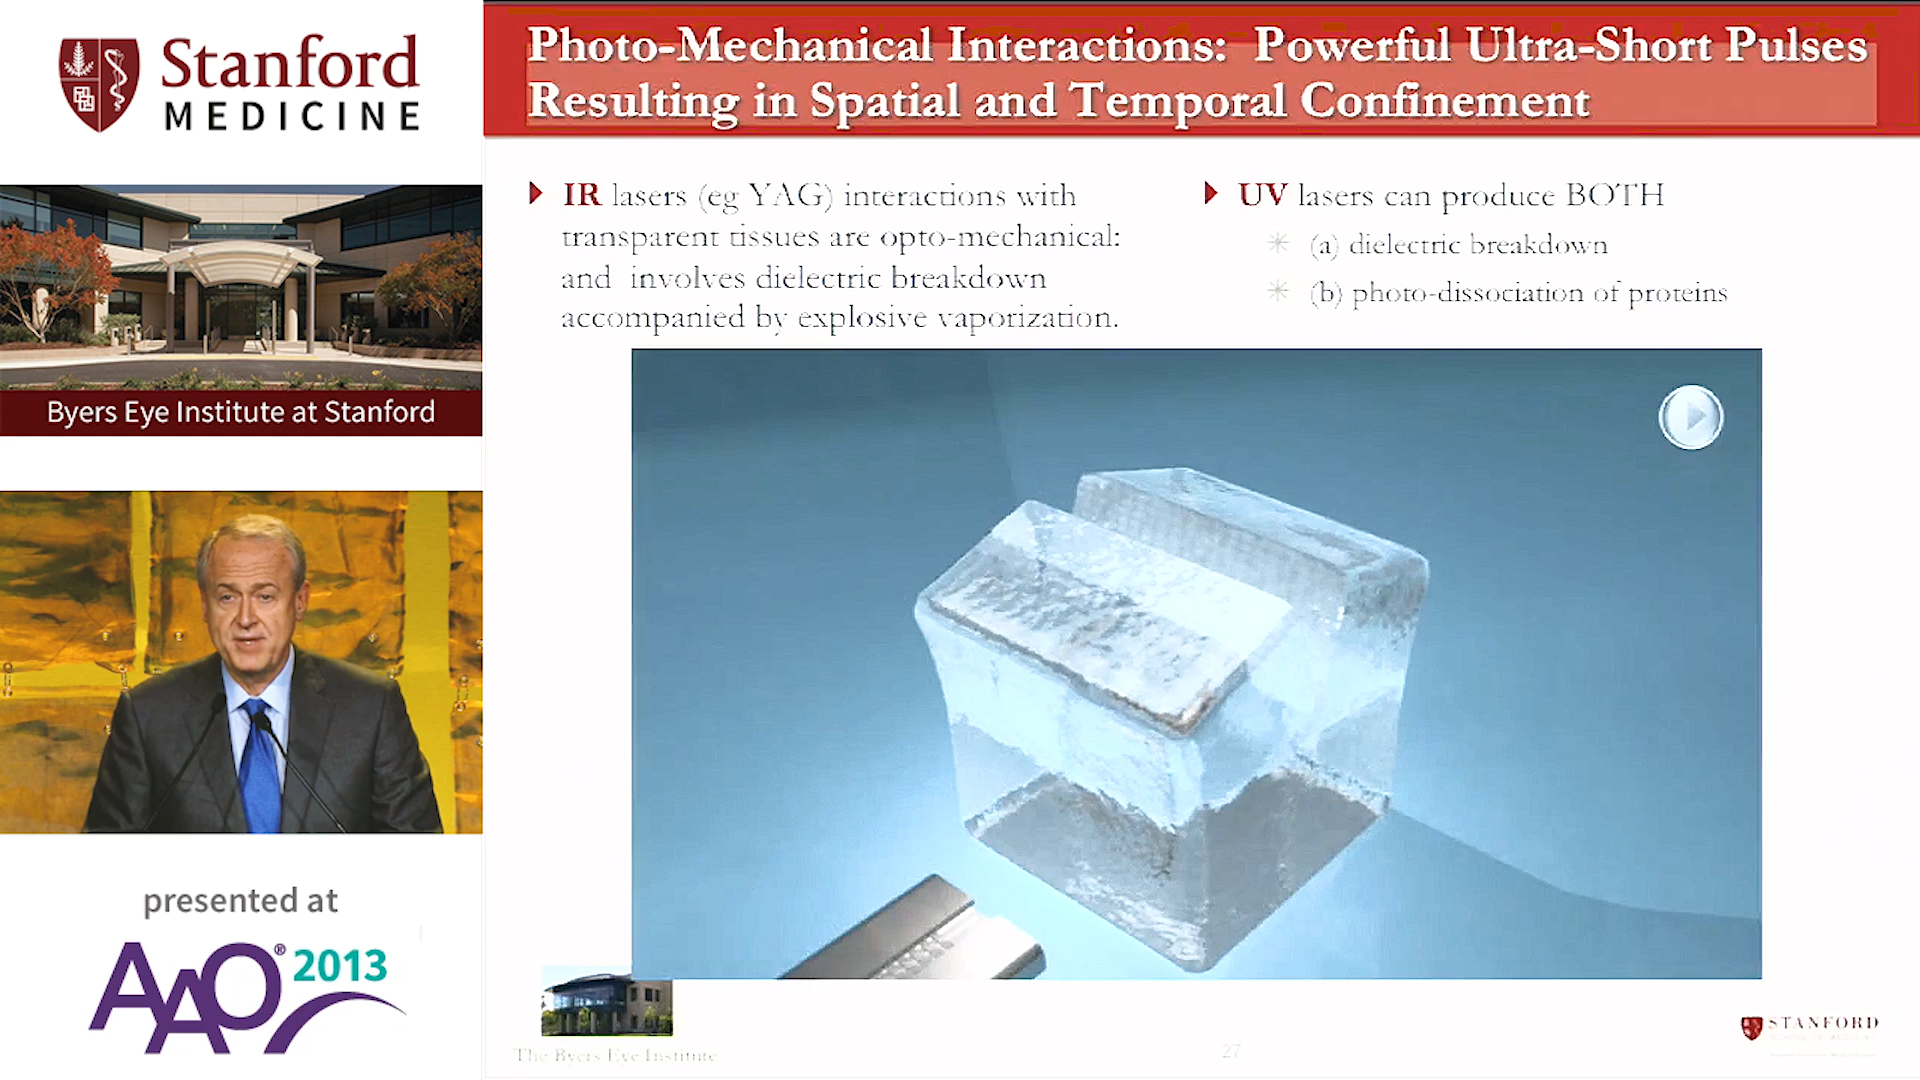 Stanford
MEDICINE
Byers Eye Institute at Stanford
presented at
AAO® 2013
Photo-Mechanical Interactions: Powerful Ultra-Short Pulses
Resulting in Spatial and Temporal Confinement
IR lasers (eg YAG) interactions with
transparent tissues are opto-mechanical:
and involves dielectric breakdown
accompanied by explosive vaporization.
UV lasers can produce BOTH
(a) dielectric breakdown
(b) photo-dissociation of proteins
The Byers Eye Institute
27
STANFORD